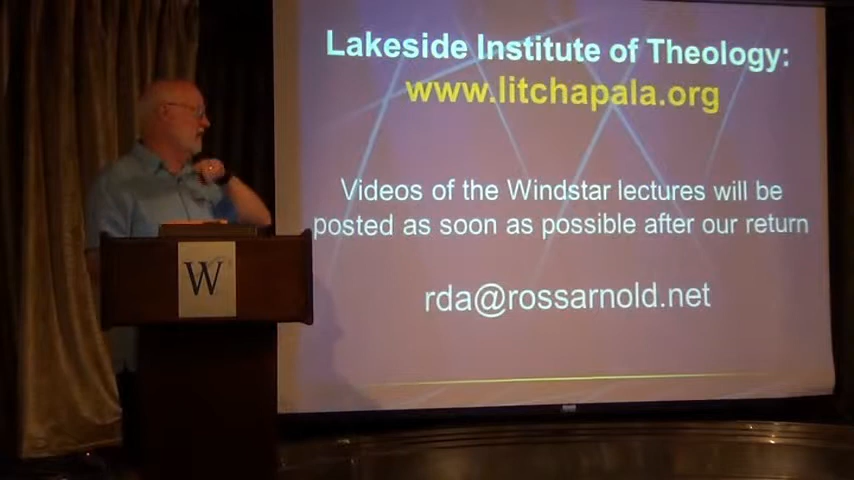 Lakeside Institute of Theology:
www.litchapala.org
Videos of the Windstar lectures will be
posted as soon as possible after our return
rda@rossarnold.net
W